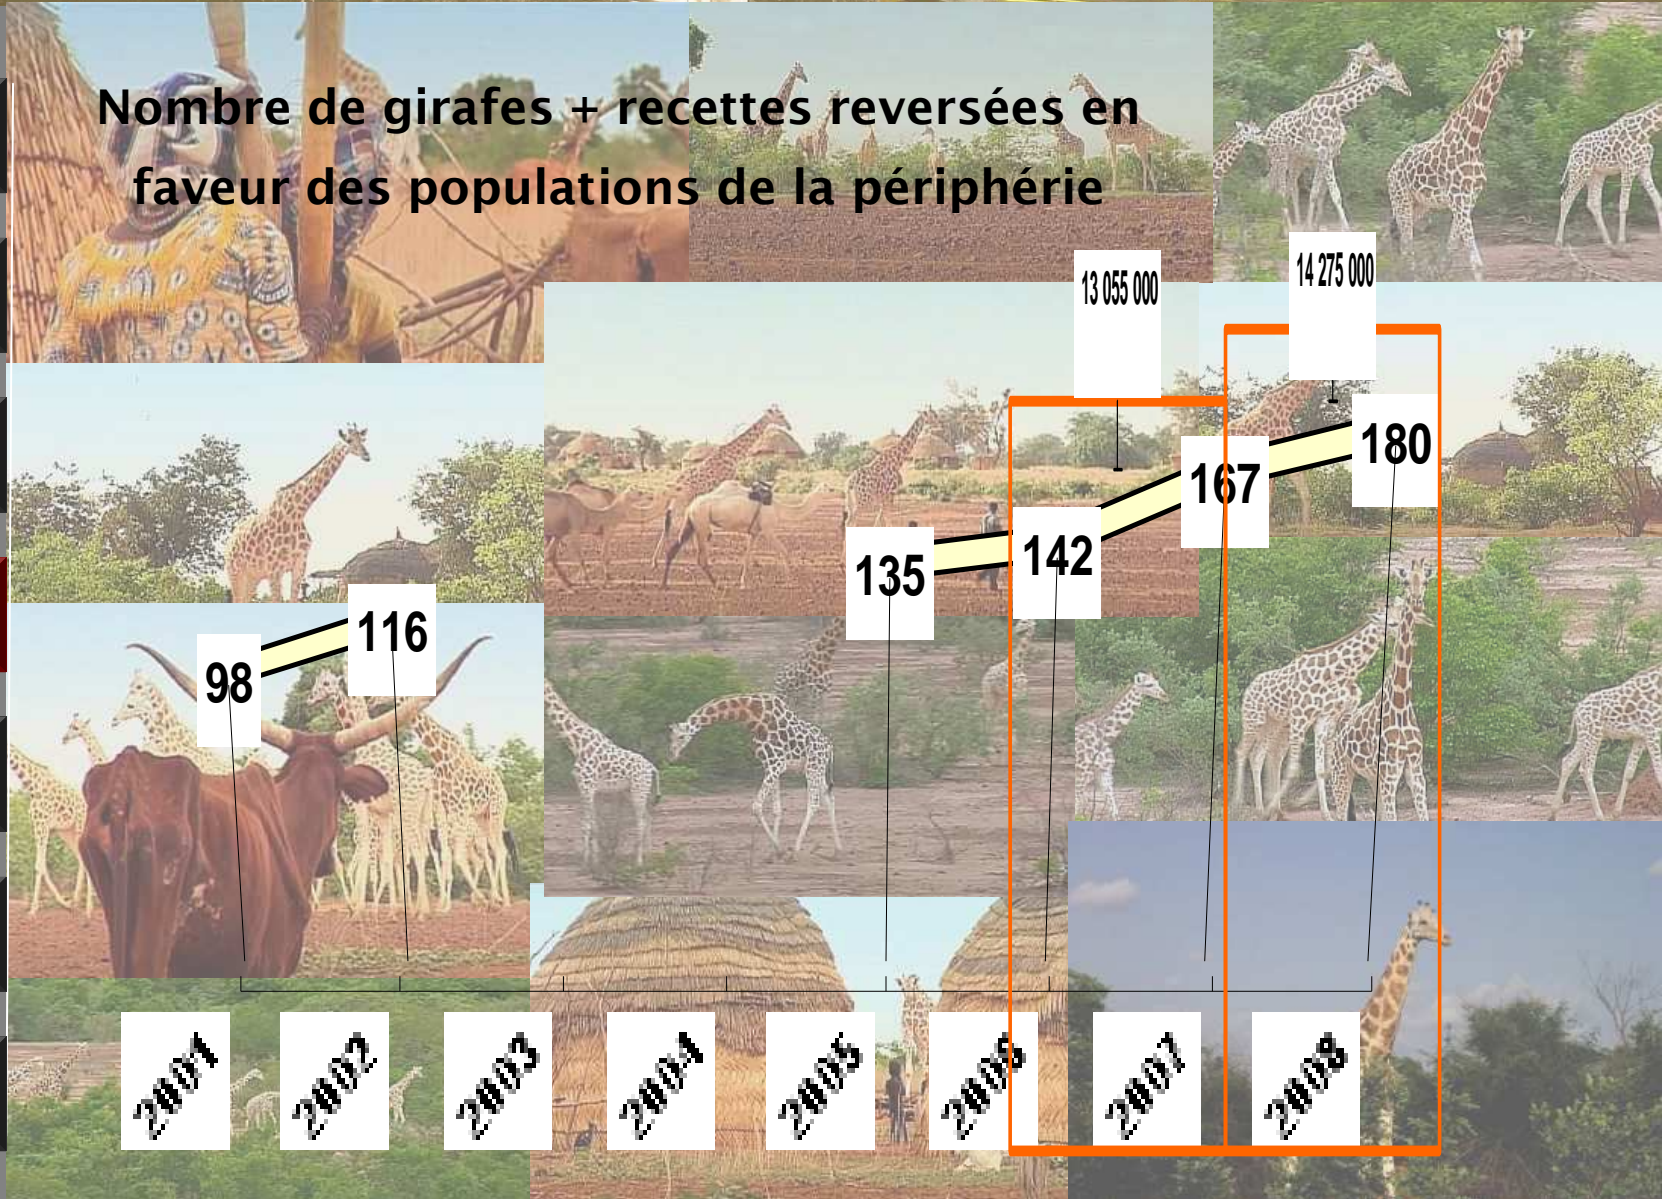 Nombre de girafes + recettes reversées en
faveur des populations de la périphérie
13 055 000
14 275 000
180
167
142
135
116
98
2001 2002 2003 2004 2005 2006 2007 2008